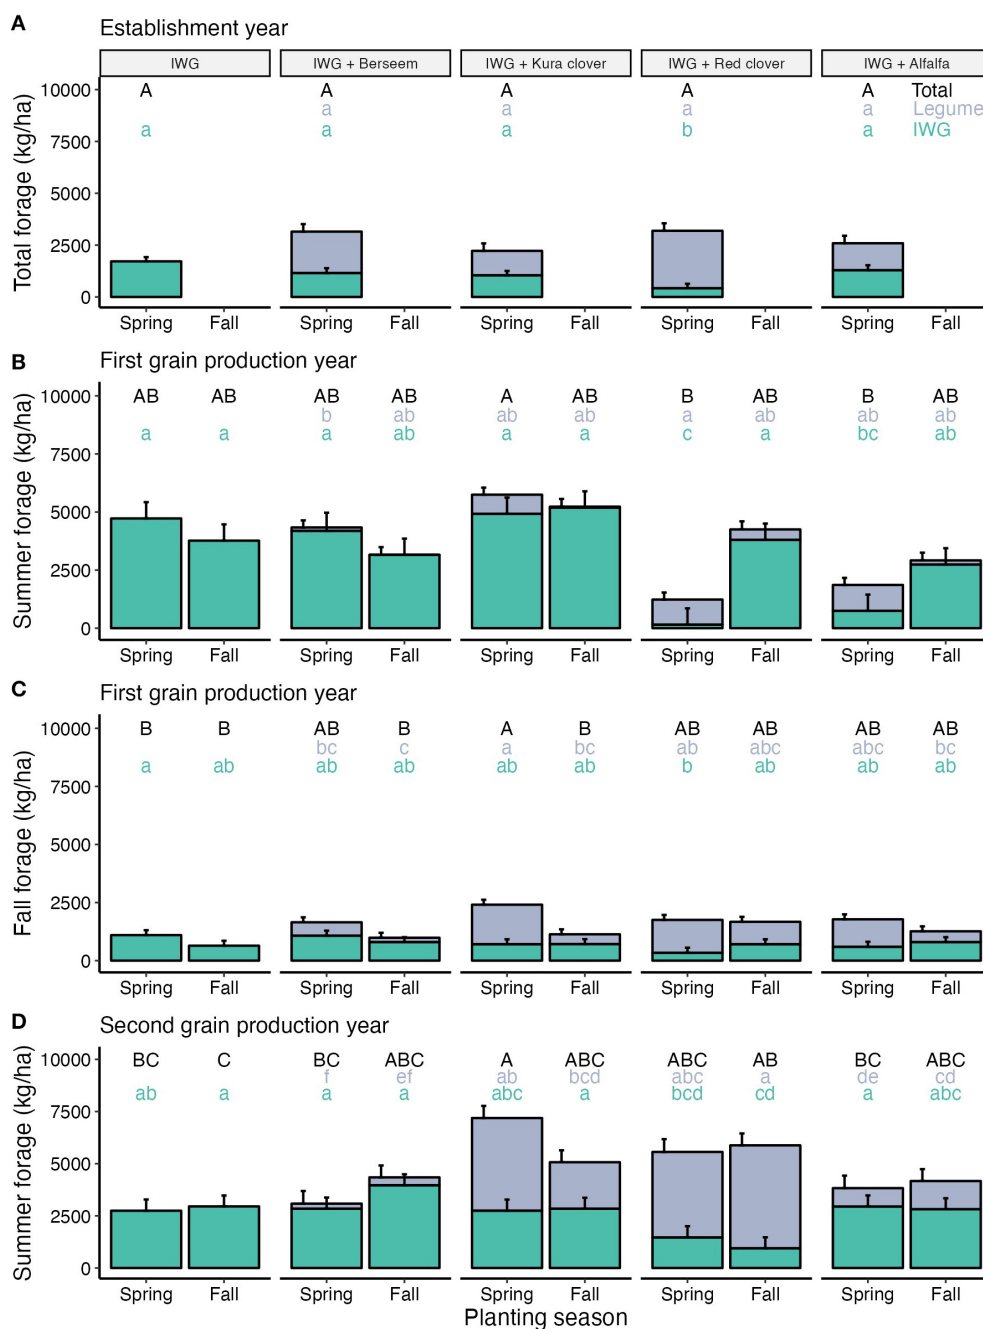 A Establishment year
IWG IWG + Berseem IWG + Kura clover IWG + Red clover IWG + Alfalfa
Total forage (kg/ha)
10000 A A A A A Total
a a a a Legume
a a a b a IWG
7500
5000
2500
0
Spring Fall Spring Fall Spring Fall Spring Fall Spring Fall
B First grain production year
Summer forage (kg/ha)
10000 AB AB AB AB A AB B AB B AB
b ab ab ab a ab ab ab
a a a ab a a c a bc ab
7500
5000
2500
0
Spring Fall Spring Fall Spring Fall Spring Fall Spring Fall
C First grain production year
Fall forage (kg/ha)
10000 B B AB B A B AB AB AB AB
bc c a bc ab abc abc bc
a ab ab ab ab ab b ab ab ab
7500
5000
2500
0
Spring Fall Spring Fall Spring Fall Spring Fall Spring Fall
D Second grain production year
Summer forage (kg/ha)
10000 BC C BC ABC A ABC ABC AB BC ABC
f ef ab bcd abc a de cd
ab a a a abc a bcd cd a abc
7500
5000
2500
0
Spring Fall Spring Fall Spring Fall Spring Fall Spring Fall
Planting season